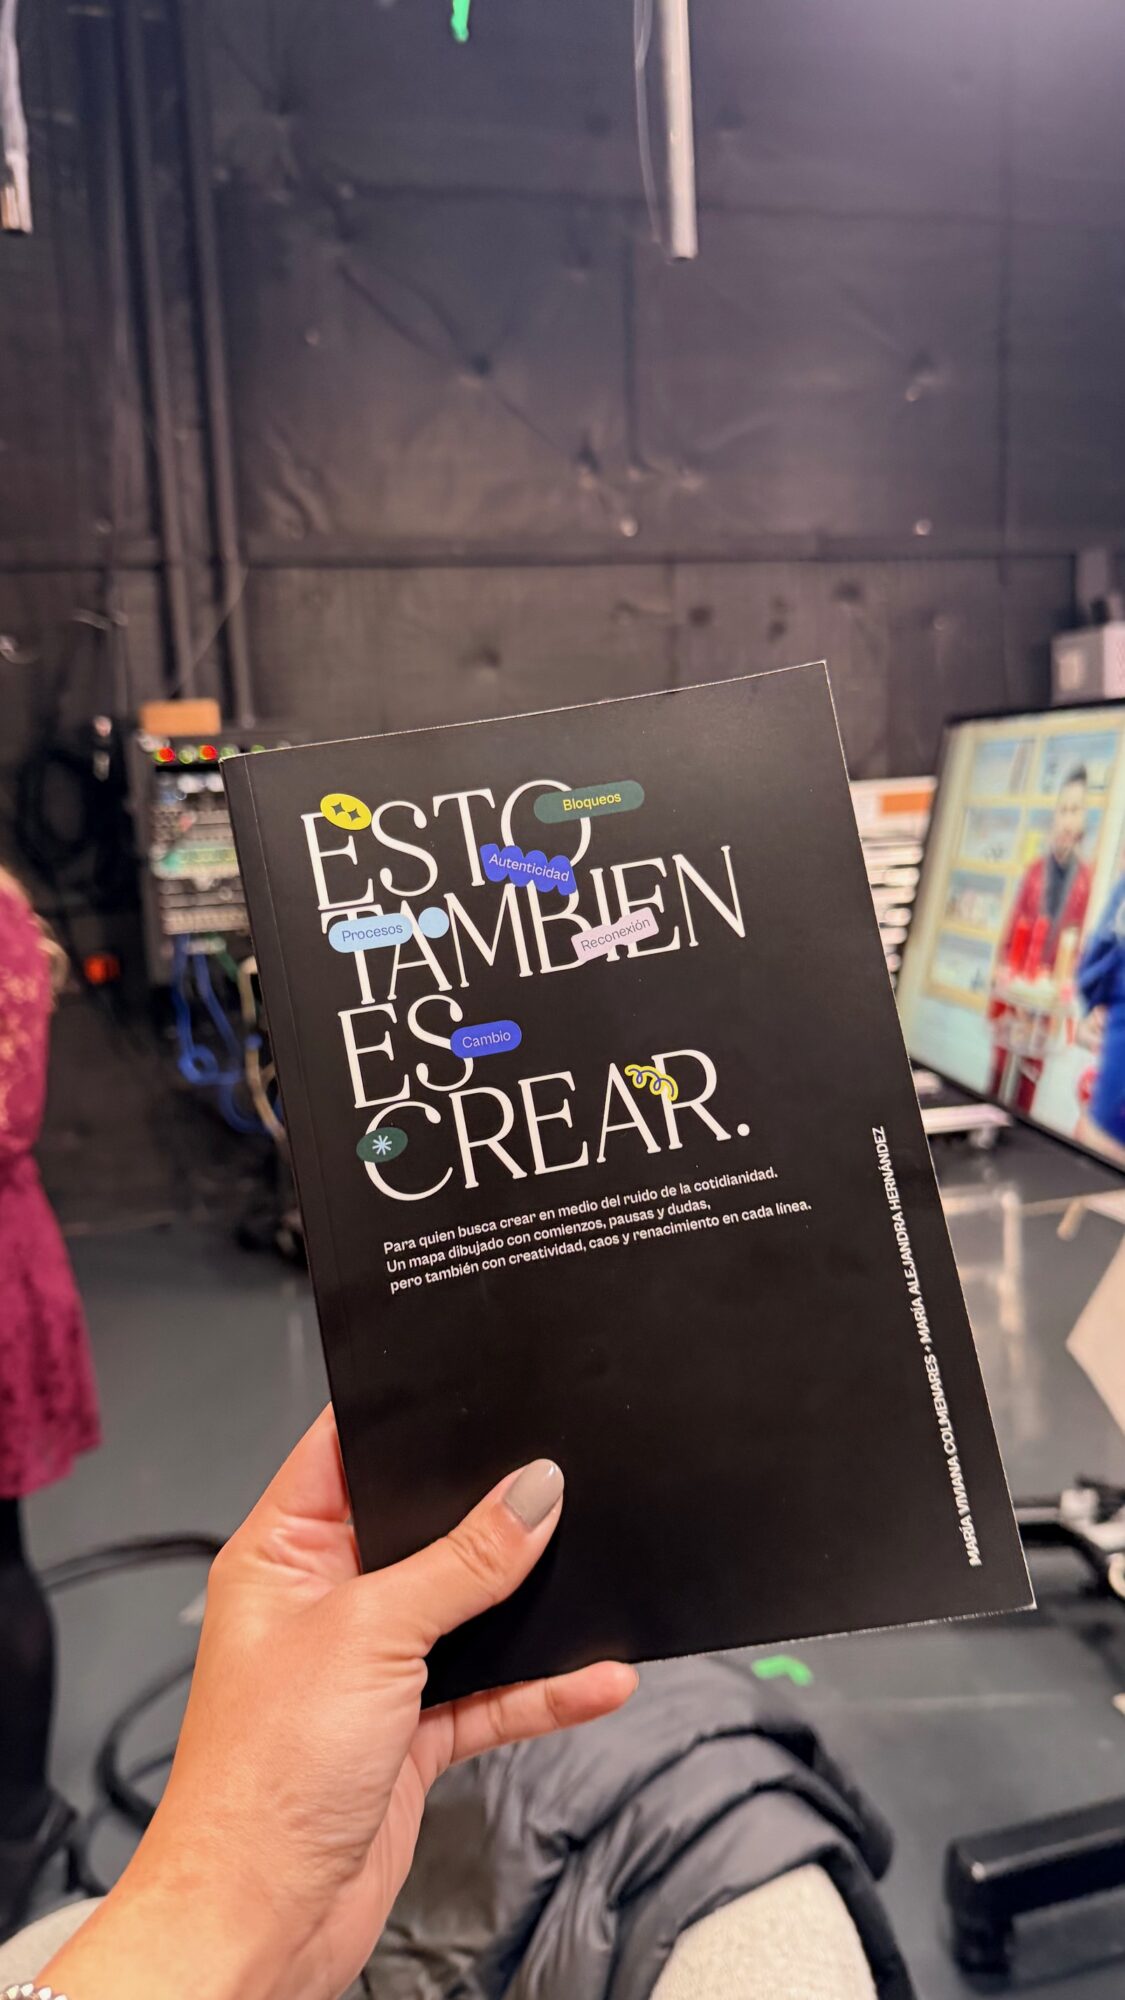 ESTO
Bloqueos
Autenticidad
TAMBIEN
Procesos
Reconexión
ES
Cambio
CREAR.
Para quien busca crear en medio del ruido de la cotidianidad.
Un mapa dibujado con comienzos, pausas y dudas,
pero también con creatividad, caos y renacimiento en cada línea.
MARÍA VIVIANA COLMENARES • MARÍA ALEJANDRA HERNÁNDEZ